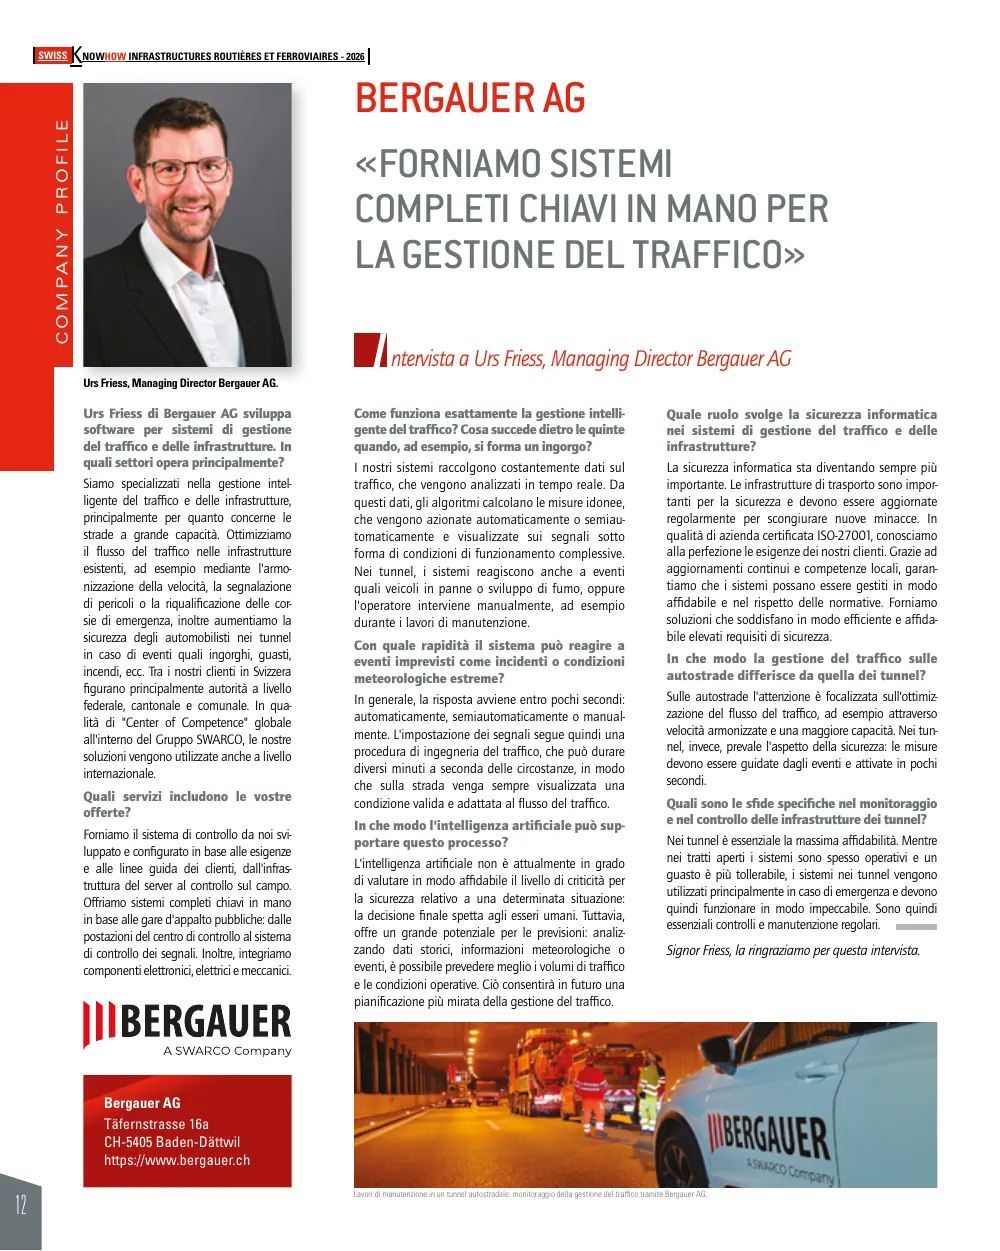 SWISS KNOWHOW INFRASTRUCTURES ROUTIÈRES ET FERROVIAIRES - 2026
COMPANY PROFILE
BERGAUER AG
«FORNIAMO SISTEMI
COMPLETI CHIAVI IN MANO PER
LA GESTIONE DEL TRAFFICO»
Intervista a Urs Friess, Managing Director Bergauer AG
Urs Friess, Managing Director Bergauer AG.
Urs Friess di Bergauer AG sviluppa
software per sistemi di gestione
del traffico e delle infrastrutture. In
quali settori opera principalmente?
Siamo specializzati nella gestione intel-
ligente del traffico e delle infrastrutture,
principalmente per quanto concerne le
strade a grande capacità. Ottimizziamo
il flusso del traffico nelle infrastrutture
esistenti, ad esempio mediante l'armo-
nizzazione della velocità, la segnalazione
di pericoli o la riqualificazione delle cor-
sie di emergenza, inoltre aumentiamo la
sicurezza degli automobilisti nei tunnel
in caso di eventi quali ingorghi, guasti,
incendi, ecc. Tra i nostri clienti in Svizzera
figurano principalmente autorità a livello
federale, cantonale e comunale. In qua-
lità di "Center of Competence" globale
all'interno del Gruppo SWARCO, le nostre
soluzioni vengono utilizzate anche a livello
internazionale.
Quali servizi includono le vostre
offerte?
Forniamo il sistema di controllo da noi svi-
luppato e configurato in base alle esigenze
e alle linee guida dei clienti, dall'infras-
truttura del server al controllo sul campo.
Offriamo sistemi completi chiavi in mano
in base alle gare d'appalto pubbliche: dalle
postazioni del centro di controllo al sistema
di controllo dei segnali. Inoltre, integriamo
componenti elettronici, elettrici e meccanici.
BERGAUER
A SWARCO Company
Bergauer AG
Täfernstrasse 16a
CH-5405 Baden-Dättwil
https://www.bergauer.ch
Come funziona esattamente la gestione intelli-
gente del traffico? Cosa succede dietro le quinte
quando, ad esempio, si forma un ingorgo?
I nostri sistemi raccolgono costantemente dati sul
traffico, che vengono analizzati in tempo reale. Da
questi dati, gli algoritmi calcolano le misure idonee,
che vengono azionate automaticamente o semiau-
tomaticamente e visualizzate sui segnali sotto
forma di condizioni di funzionamento complessive.
Nei tunnel, i sistemi reagiscono anche a eventi
quali veicoli in panne o sviluppo di fumo, oppure
l'operatore interviene manualmente, ad esempio
durante i lavori di manutenzione.
Con quale rapidità il sistema può reagire a
eventi imprevisti come incidenti o condizioni
meteorologiche estreme?
In generale, la risposta avviene entro pochi secondi:
automaticamente, semiautomaticamente o manual-
mente. L'impostazione dei segnali segue quindi una
procedura di ingegneria del traffico, che può durare
diversi minuti a seconda delle circostanze, in modo
che sulla strada venga sempre visualizzata una
condizione valida e adattata al flusso del traffico.
In che modo l'intelligenza artificiale può sup-
portare questo processo?
L'intelligenza artificiale non è attualmente in grado
di valutare in modo affidabile il livello di criticità per
la sicurezza relativo a una determinata situazione:
la decisione finale spetta agli esseri umani. Tuttavia,
offre un grande potenziale per le previsioni: analiz-
zando dati storici, informazioni meteorologiche o
eventi, è possibile prevedere meglio i volumi di traffico
e le condizioni operative. Ciò consentirà in futuro una
pianificazione più mirata della gestione del traffico.
Quale ruolo svolge la sicurezza informatica
nei sistemi di gestione del traffico e delle
infrastrutture?
La sicurezza informatica sta diventando sempre più
importante. Le infrastrutture di trasporto sono impor-
tanti per la sicurezza e devono essere aggiornate
regolarmente per scongiurare nuove minacce. In
qualità di azienda certificata ISO-27001, conosciamo
alla perfezione le esigenze dei nostri clienti. Grazie ad
aggiornamenti continui e competenze locali, garan-
tiamo che i sistemi possano essere gestiti in modo
affidabile e nel rispetto delle normative. Forniamo
soluzioni che soddisfano in modo efficiente e affida-
bile elevati requisiti di sicurezza.
In che modo la gestione del traffico sulle
autostrade differisce da quella dei tunnel?
Sulle autostrade l'attenzione è focalizzata sull'ottimiz-
zazione del flusso del traffico, ad esempio attraverso
velocità armonizzate e una maggiore capacità. Nei tun-
nel, invece, prevale l'aspetto della sicurezza: le misure
devono essere guidate dagli eventi e attivate in pochi
secondi.
Quali sono le sfide specifiche nel monitoraggio
e nel controllo delle infrastrutture dei tunnel?
Nei tunnel è essenziale la massima affidabilità. Mentre
nei tratti aperti i sistemi sono spesso operativi e un
guasto è più tollerabile, i sistemi nei tunnel vengono
utilizzati principalmente in caso di emergenza e devono
quindi funzionare in modo impeccabile. Sono quindi
essenziali controlli e manutenzione regolari.
Signor Friess, la ringraziamo per questa intervista.
BERGAUER
A SWARCO Company
Lavori di manutenzione in un tunnel autostradale: monitoraggio della gestione del traffico tramite Bergauer AG.
12